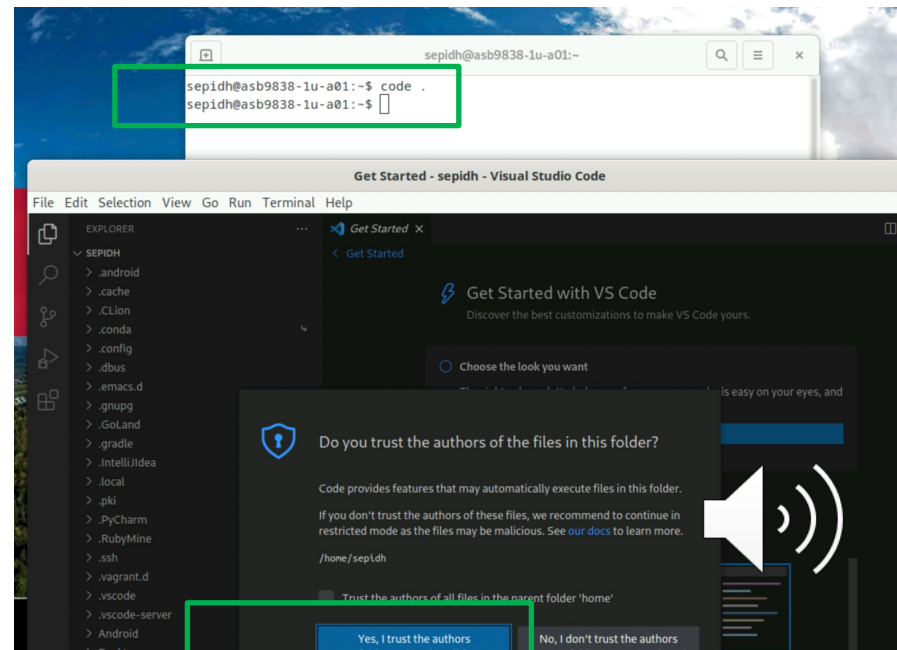 sepidh@asb9838-1u-a01:~
sepidh@asb9838-1u-a01:~$ code .
sepidh@asb9838-1u-a01:~$
Get Started - sepidh - Visual Studio Code
File Edit Selection View Go Run Terminal Help
EXPLORER
Get Started
SEPIDH
Get Started
.android
.cache
.CLion
.conda
.config
.dbus
.emacs.d
.gnupg
.GoLand
.gradle
.IntelliJIdea
.local
.pki
.PyCharm
.RubyMine
.ssh
.vagrant.d
.vscode
.vscode-server
Android
Get Started with VS Code
Discover the best customizations to make VS Code yours.
Choose the look you want
is easy on your eyes, and
Do you trust the authors of the files in this folder?
Code provides features that may automatically execute files in this folder.
If you don't trust the authors of these files, we recommend to continue in
restricted mode as the files may be malicious. See our docs to learn more.
/home/sepidh
Trust the authors of all files in the parent folder 'home'
Yes, I trust the authors
No, I don't trust the authors